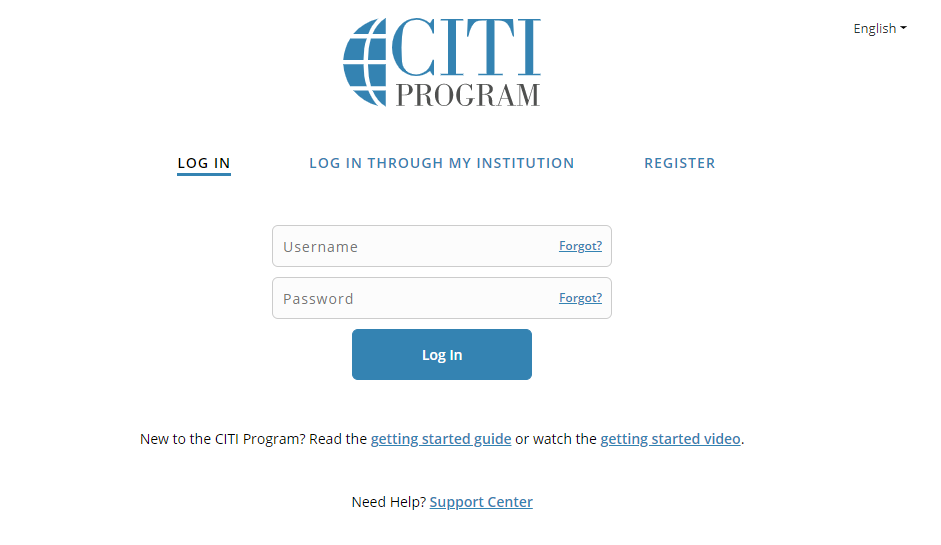 English
CITI
PROGRAM
LOG IN LOG IN THROUGH MY INSTITUTION REGISTER
Username Forgot?
Password Forgot?
Log In
New to the CITI Program? Read the getting started guide or watch the getting started video.
Need Help? Support Center